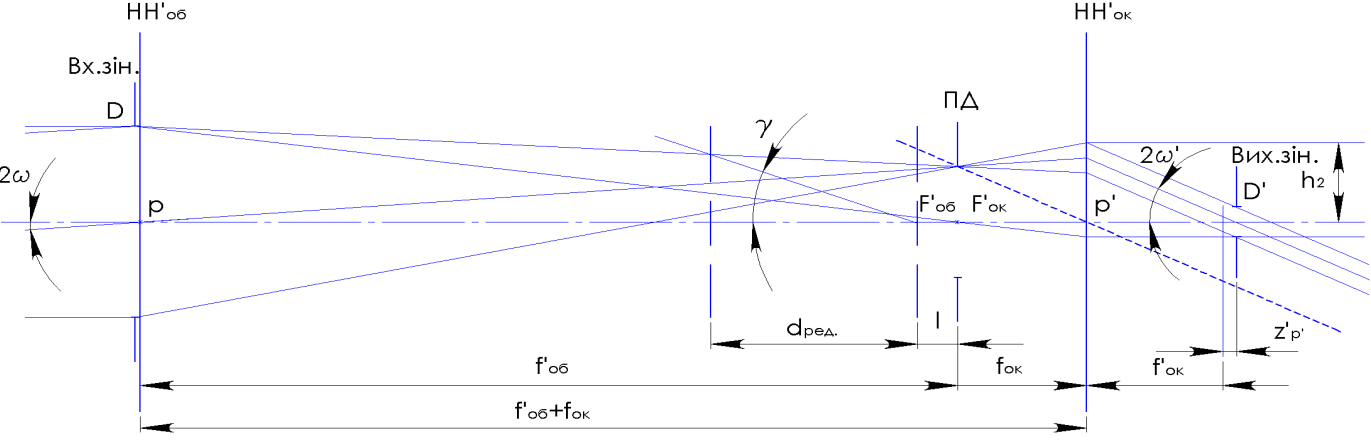 HH'об
HH'ок
Вх.зін.
D
ПД
γ
2ω
p
F'об
F'ок
p'
2ω'
Вих.зін.
D'
h₂
dред.
l
z'p'
f'об
fок
f'ок
f'об+fок